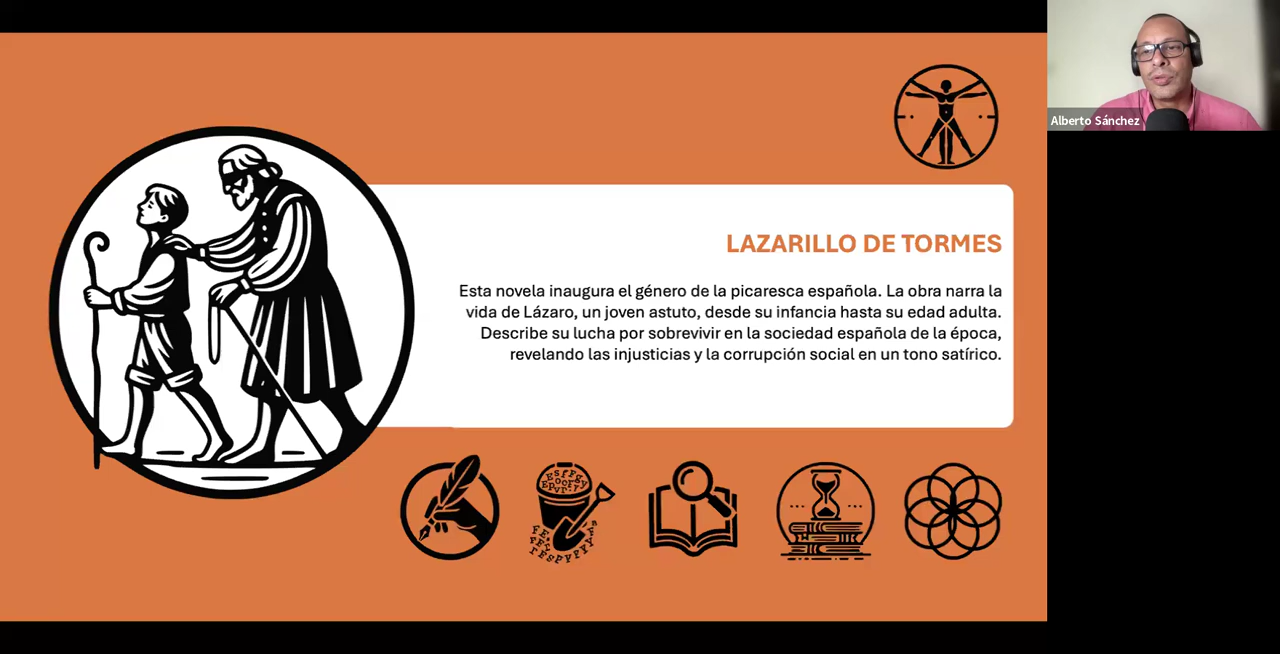 Alberto Sánchez
LAZARILLO DE TORMES
Esta novela inaugura el género de la picaresca española. La obra narra la
vida de Lázaro, un joven astuto, desde su infancia hasta su edad adulta.
Describe su lucha por sobrevivir en la sociedad española de la época,
revelando las injusticias y la corrupción social en un tono satírico.